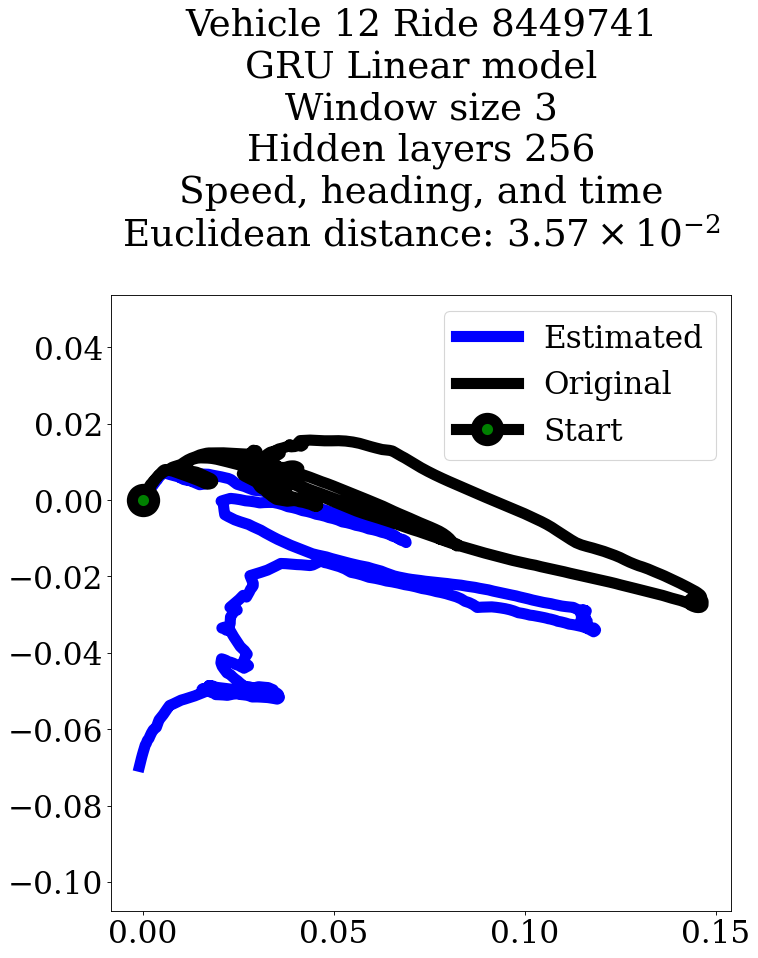 Vehicle 12 Ride 8449741
GRU Linear model
Window size 3
Hidden layers 256
Speed, heading, and time
Euclidean distance: 3.57 × 10⁻²
Estimated
Original
Start
0.04
0.02
0.00
−0.02
−0.04
−0.06
−0.08
−0.10
0.00 0.05 0.10 0.15